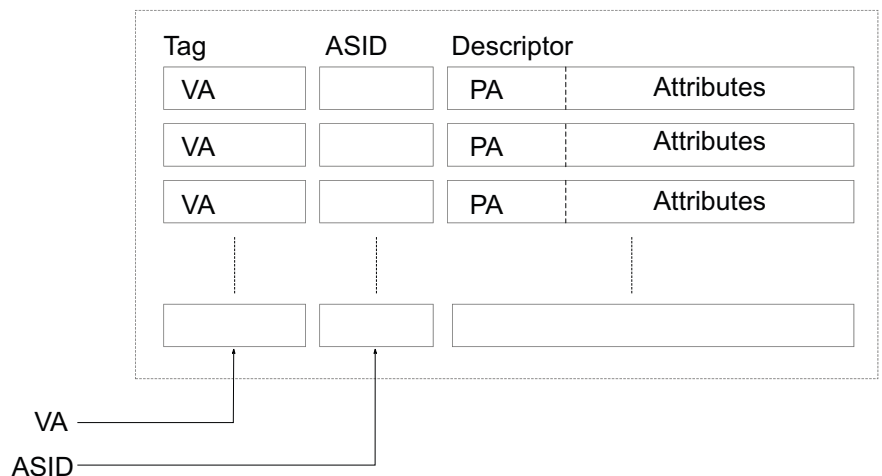 Tag ASID Descriptor
VA PA Attributes
VA PA Attributes
VA PA Attributes
VA
ASID